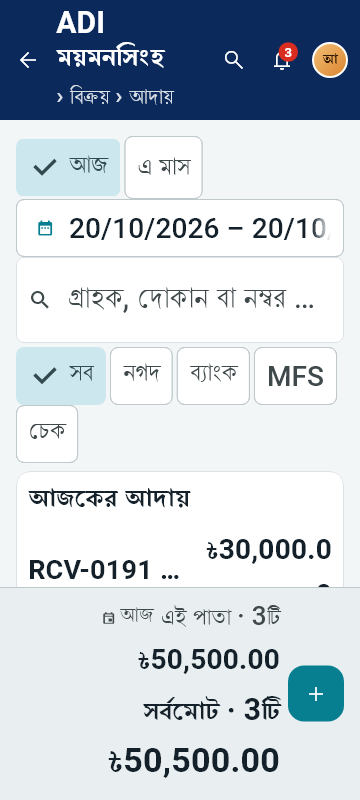 ADI
ময়মনসিংহ
› বিক্রয় › আদায়
3
আ
আজ
এ মাস
20/10/2026 – 20/10
গ্রাহক, দোকান বা নম্বর ...
সব
নগদ
ব্যাংক
MFS
চেক
আজকের আদায়
৳30,000.0
RCV-0191 ...
আজ এই পাতা · 3টি
৳50,500.00
সর্বমোট · 3টি
৳50,500.00